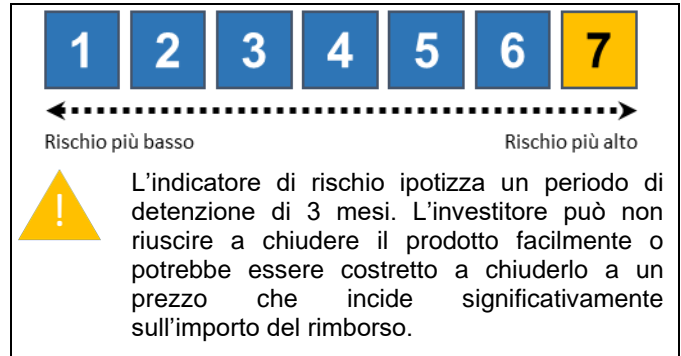 1 2 3 4 5 6 7
Rischio più basso Rischio più alto
!
L'indicatore di rischio ipotizza un periodo di
detenzione di 3 mesi. L'investitore può non
riuscire a chiudere il prodotto facilmente o
potrebbe essere costretto a chiuderlo a un
prezzo che incide significativamente
sull'importo del rimborso.